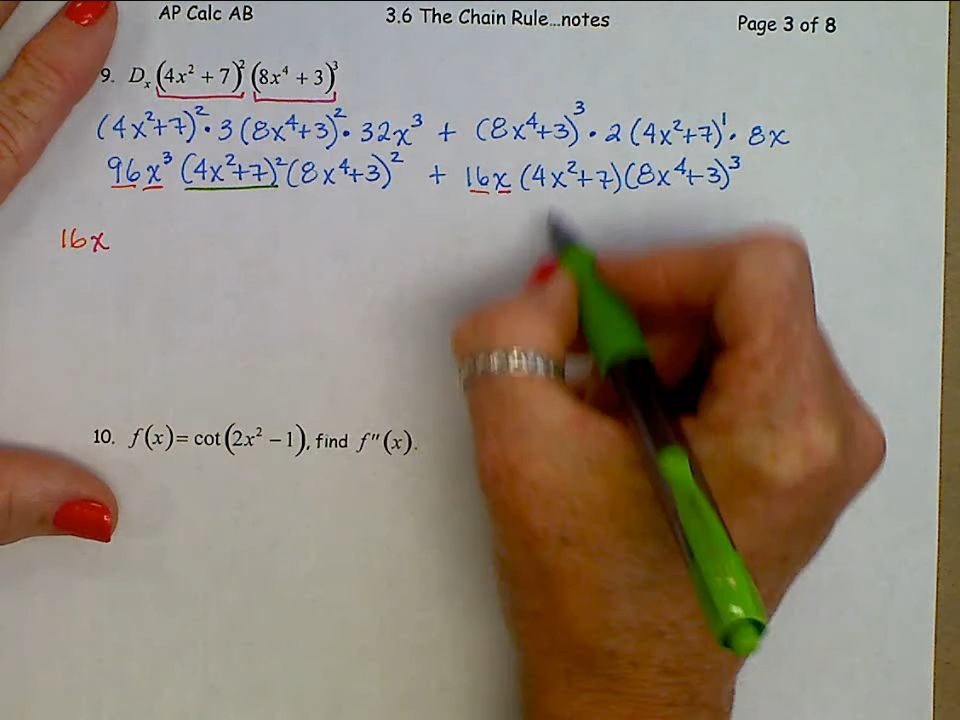 AP Calc AB 3.6 The Chain Rule...notes Page 3 of 8
9. Dₓ (4x² + 7)² (8x⁴ + 3)³
(4x²+7)² · 3(8x⁴+3)² · 32x³ + (8x⁴+3)³ · 2(4x²+7)¹ · 8x
96x³ (4x²+7)² (8x⁴+3)² + 16x (4x²+7)(8x⁴+3)³
16x
10. f(x) = cot(2x² − 1), find f″(x).